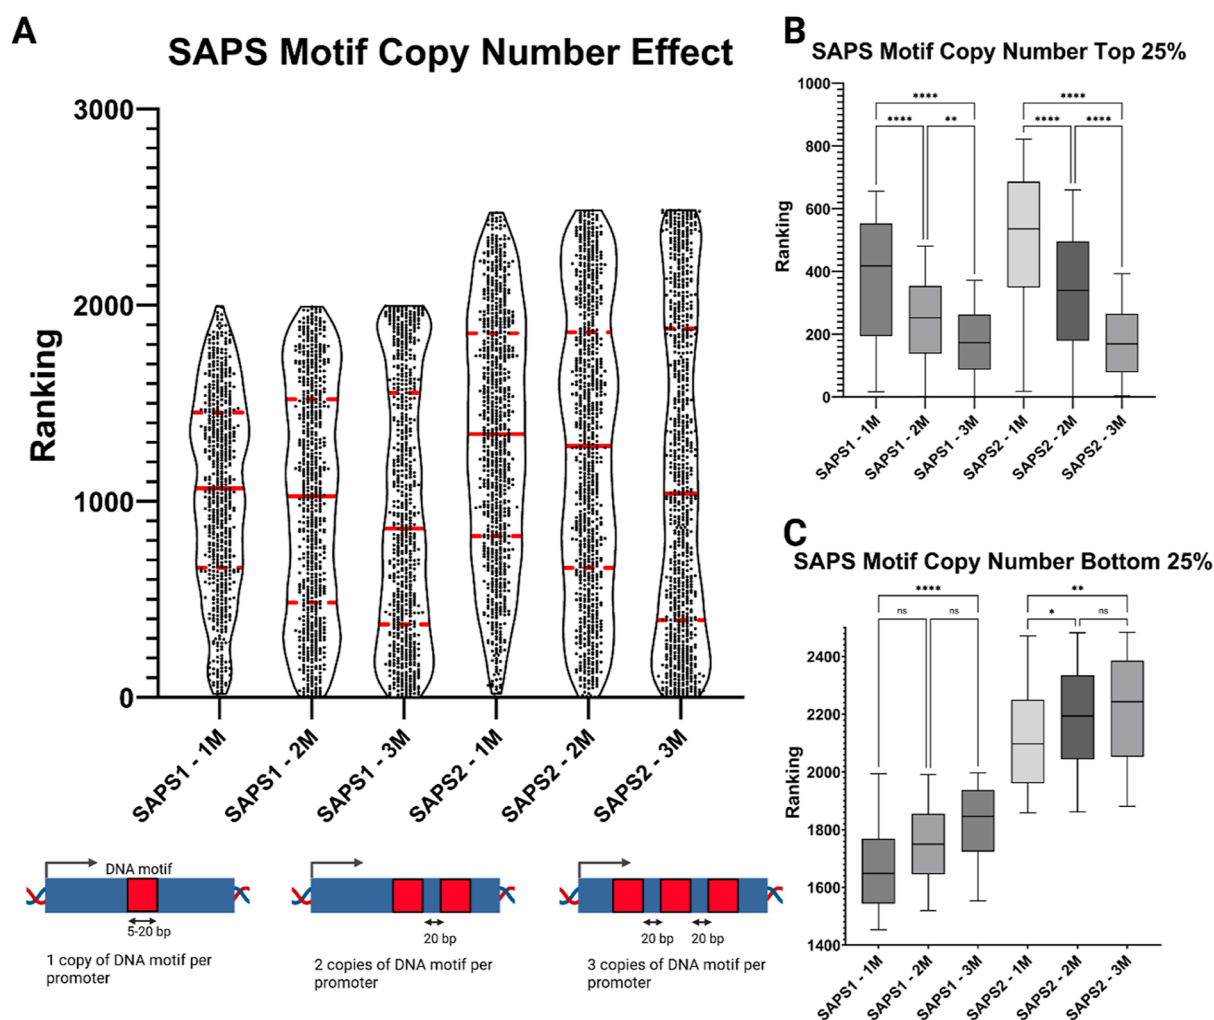 A
SAPS Motif Copy Number Effect
Ranking
3000
2000
1000
0
SAPS1 - 1M
SAPS1 - 2M
SAPS1 - 3M
SAPS2 - 1M
SAPS2 - 2M
SAPS2 - 3M
DNA motif
5-20 bp
1 copy of DNA motif per
promoter
20 bp
2 copies of DNA motif per
promoter
20 bp
20 bp
3 copies of DNA motif per
promoter
B
SAPS Motif Copy Number Top 25%
Ranking
1000
800
600
400
200
0
****
****
**
****
****
****
SAPS1 - 1M
SAPS1 - 2M
SAPS1 - 3M
SAPS2 - 1M
SAPS2 - 2M
SAPS2 - 3M
C
SAPS Motif Copy Number Bottom 25%
Ranking
2400
2200
2000
1800
1600
1400
****
ns
ns
**
*
ns
SAPS1 - 1M
SAPS1 - 2M
SAPS1 - 3M
SAPS2 - 1M
SAPS2 - 2M
SAPS2 - 3M